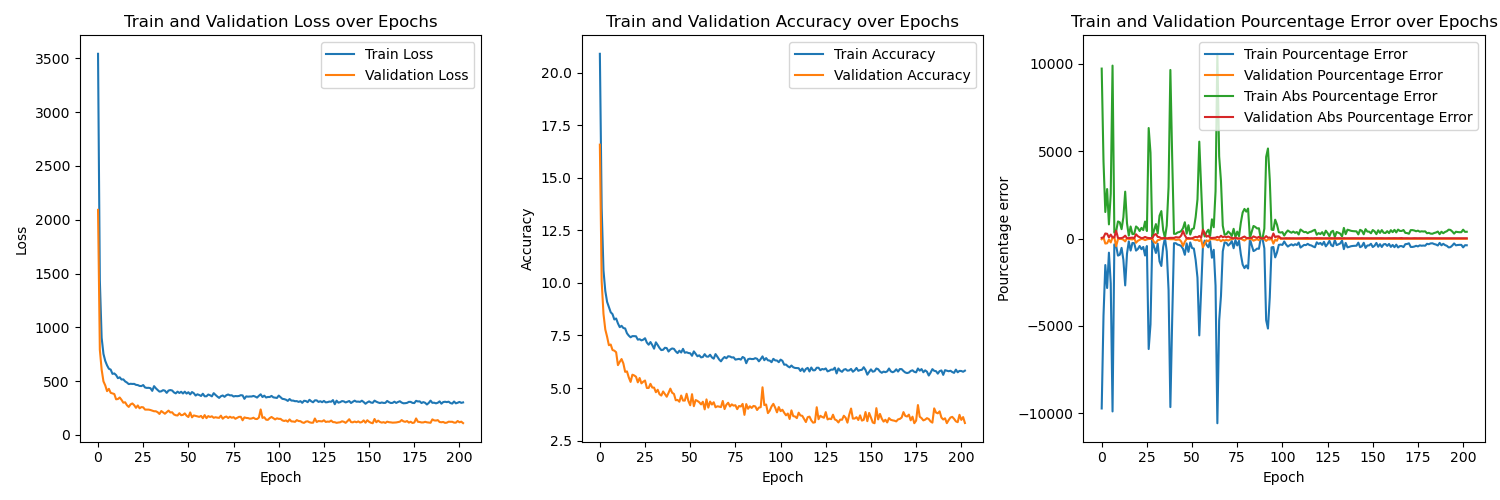 Train and Validation Loss over Epochs
Loss
3500
3000
2500
2000
1500
1000
500
0
Train Loss
Validation Loss
0 25 50 75 100 125 150 175 200
Epoch
Train and Validation Accuracy over Epochs
Accuracy
20.0
17.5
15.0
12.5
10.0
7.5
5.0
2.5
Train Accuracy
Validation Accuracy
0 25 50 75 100 125 150 175 200
Epoch
Train and Validation Pourcentage Error over Epochs
Pourcentage error
10000
5000
0
−5000
−10000
Train Pourcentage Error
Validation Pourcentage Error
Train Abs Pourcentage Error
Validation Abs Pourcentage Error
0 25 50 75 100 125 150 175 200
Epoch